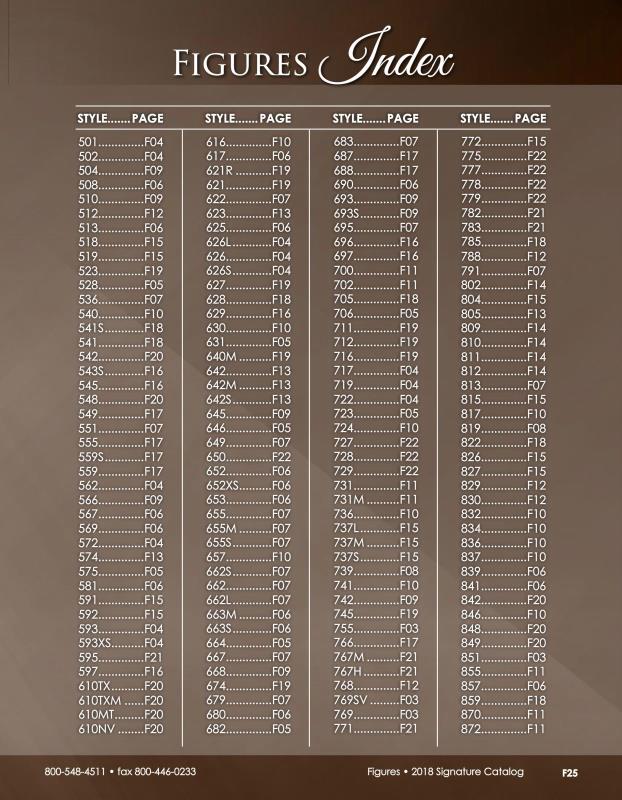 FIGURES Index
STYLE.......PAGE
501..............F04
502..............F04
504..............F09
508..............F06
510..............F09
512..............F12
513..............F06
518..............F15
519..............F15
523..............F19
528..............F05
536..............F07
540..............F10
541S............F18
541..............F18
542..............F20
543S............F16
545..............F16
548..............F20
549..............F17
551..............F07
555..............F17
559S............F17
559..............F17
562..............F04
566..............F09
567..............F06
569..............F06
572..............F04
574..............F13
575..............F05
581..............F06
591..............F15
592..............F15
593..............F04
593XS..........F04
595..............F21
597..............F16
610TX..........F20
610TXM ......F20
610MT.........F20
610NV ........F20
STYLE.......PAGE
616..............F10
617..............F06
621R ...........F19
621..............F19
622..............F07
623..............F13
625..............F06
626L............F04
626..............F04
626S............F04
627..............F19
628..............F18
629..............F16
630..............F10
631..............F05
640M ..........F19
642..............F13
642M ..........F13
642S............F13
645..............F09
646..............F05
649..............F07
650..............F22
652..............F06
652XS..........F06
653..............F06
655..............F07
655M ..........F07
655S............F07
657..............F10
662S............F07
662..............F07
662L............F07
663M ..........F06
663S............F06
664..............F05
667..............F07
668..............F09
674..............F19
679..............F07
680..............F06
682..............F05
STYLE.......PAGE
683..............F07
687..............F17
688..............F17
690..............F06
693..............F09
693S............F09
695..............F07
696..............F16
697..............F16
700..............F11
702..............F11
705..............F18
706..............F05
711..............F19
712..............F19
716..............F19
717..............F04
719..............F04
722..............F04
723..............F05
724..............F10
727..............F22
728..............F22
729..............F22
731..............F11
731M ..........F11
736..............F10
737L............F15
737M ..........F15
737S............F15
739..............F08
741..............F10
742..............F09
745..............F19
755..............F03
766..............F17
767M ..........F21
767H...........F21
768..............F12
769SV .........F03
769..............F03
771..............F21
STYLE.......PAGE
772..............F15
775..............F22
777..............F22
778..............F22
779..............F22
782..............F21
783..............F21
785..............F18
788..............F12
791..............F07
802..............F14
804..............F15
805..............F13
809..............F14
810..............F14
811..............F14
812..............F14
813..............F07
815..............F15
817..............F10
819..............F08
822..............F18
826..............F15
827..............F15
829..............F12
830..............F12
832..............F10
834..............F10
836..............F10
837..............F10
839..............F06
841..............F06
842..............F20
846..............F10
848..............F20
849..............F20
851..............F03
855..............F11
857..............F06
859..............F18
870..............F11
872..............F11
800-548-4511 • fax 800-446-0233
Figures • 2018 Signature Catalog F25